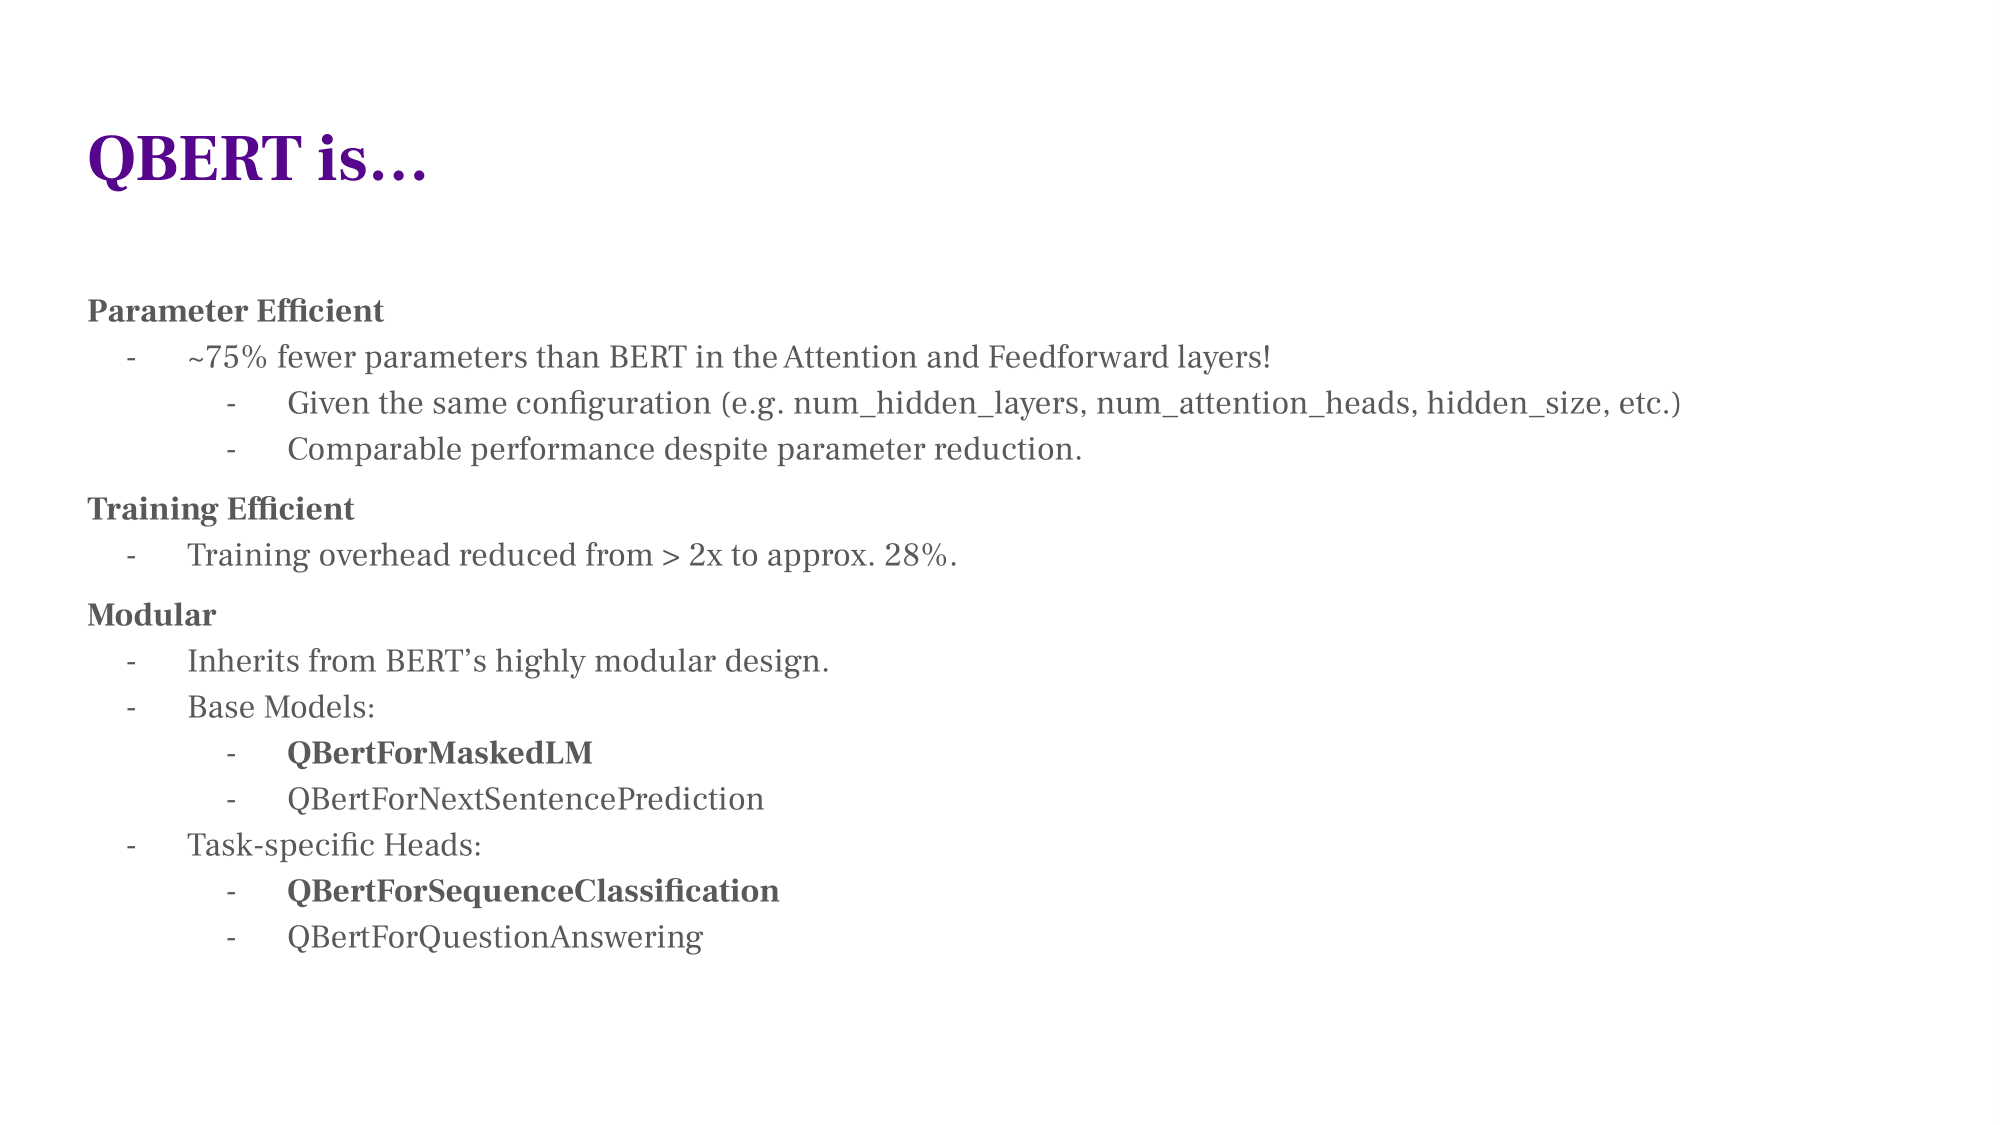 QBERT is...
Parameter Efficient
- ~75% fewer parameters than BERT in the Attention and Feedforward layers!
- Given the same configuration (e.g. num_hidden_layers, num_attention_heads, hidden_size, etc.)
- Comparable performance despite parameter reduction.
Training Efficient
- Training overhead reduced from > 2x to approx. 28%.
Modular
- Inherits from BERT’s highly modular design.
- Base Models:
- QBertForMaskedLM
- QBertForNextSentencePrediction
- Task-specific Heads:
- QBertForSequenceClassification
- QBertForQuestionAnswering